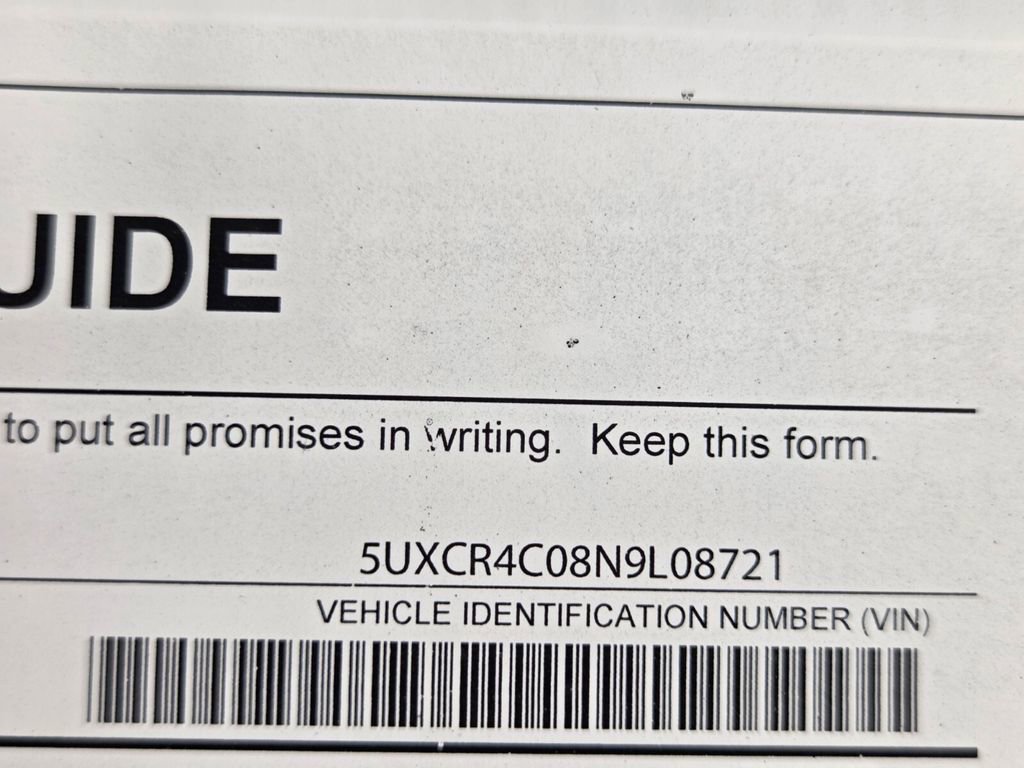 UIDE
to put all promises in writing. Keep this form.
5UXCR4C08N9L08721
VEHICLE IDENTIFICATION NUMBER (VIN)